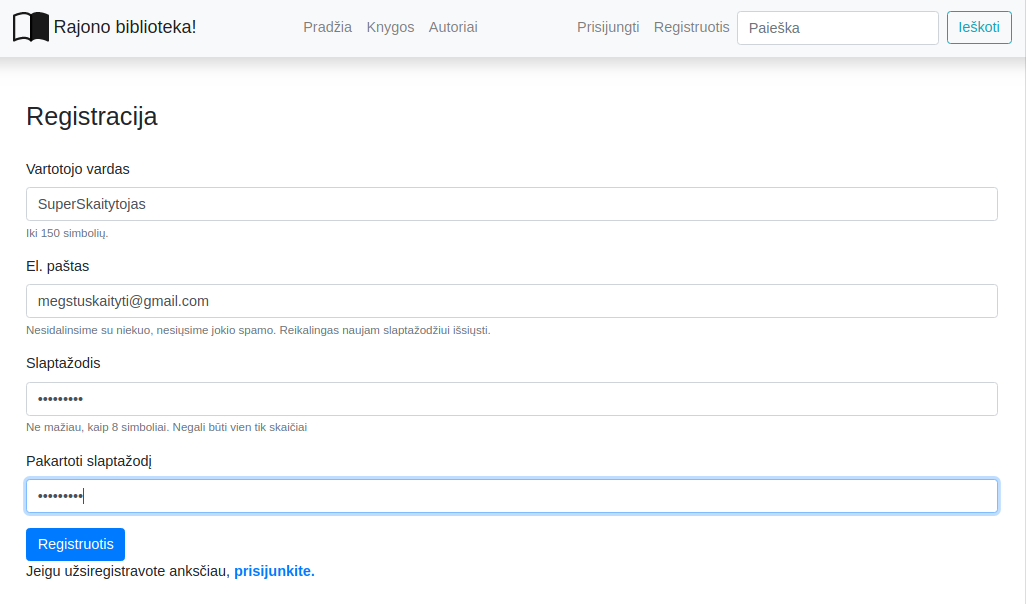 Rajono biblioteka! Pradžia Knygos Autoriai Prisijungti Registruotis Paieška Ieškoti
Registracija
Vartotojo vardas
SuperSkaitytojas
Iki 150 simbolių.
El. paštas
megstuskaityti@gmail.com
Nesidalinsime su niekuo, nesiųsime jokio spamo. Reikalingas naujam slaptažodžiui išsiųsti.
Slaptažodis
•••••••••
Ne mažiau, kaip 8 simboliai. Negali būti vien tik skaičiai
Pakartoti slaptažodį
•••••••••
Registruotis
Jeigu užsiregistravote anksčiau, prisijunkite.